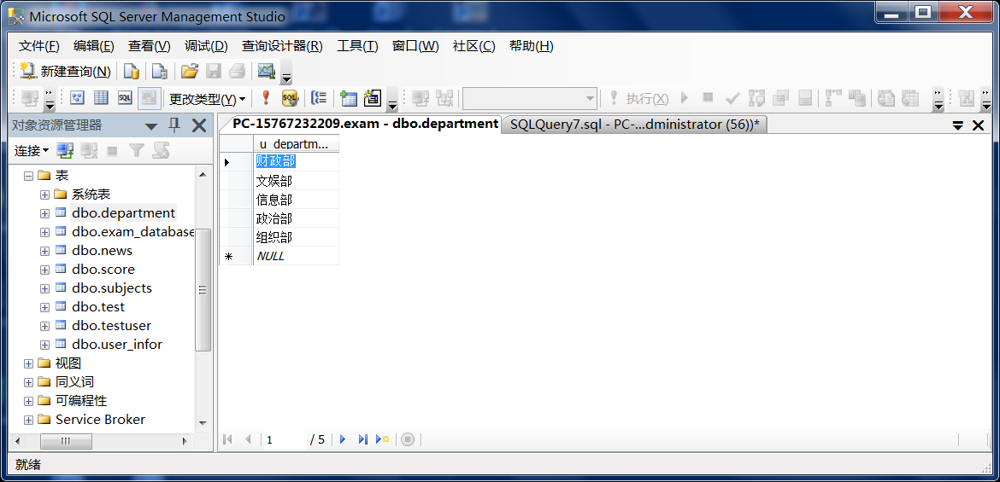 Microsoft SQL Server Management Studio
文件(F) 编辑(E) 查看(V) 调试(D) 查询设计器(R) 工具(T) 窗口(W) 社区(C) 帮助(H)
新建查询(N)
SQL 更改类型(Y) SQL 执行(X)
对象资源管理器
PC-15767232209.exam - dbo.department
SQLQuery7.sql - PC-...dministrator (56))*
连接
u_departm...
财政部
文娱部
信息部
政治部
组织部
NULL
表
系统表
dbo.department
dbo.exam_database
dbo.news
dbo.score
dbo.subjects
dbo.test
dbo.testuser
dbo.user_infor
视图
同义词
可编程性
Service Broker
1 / 5
就绪